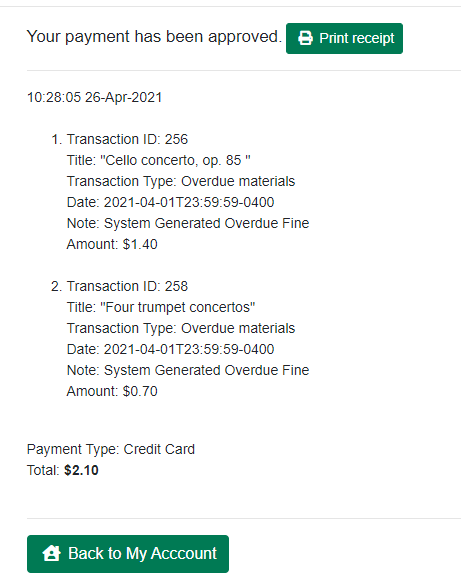 Your payment has been approved. Print receipt
10:28:05 26-Apr-2021
1. Transaction ID: 256
Title: "Cello concerto, op. 85 "
Transaction Type: Overdue materials
Date: 2021-04-01T23:59:59-0400
Note: System Generated Overdue Fine
Amount: $1.40
2. Transaction ID: 258
Title: "Four trumpet concertos"
Transaction Type: Overdue materials
Date: 2021-04-01T23:59:59-0400
Note: System Generated Overdue Fine
Amount: $0.70
Payment Type: Credit Card
Total: $2.10
Back to My Acccount